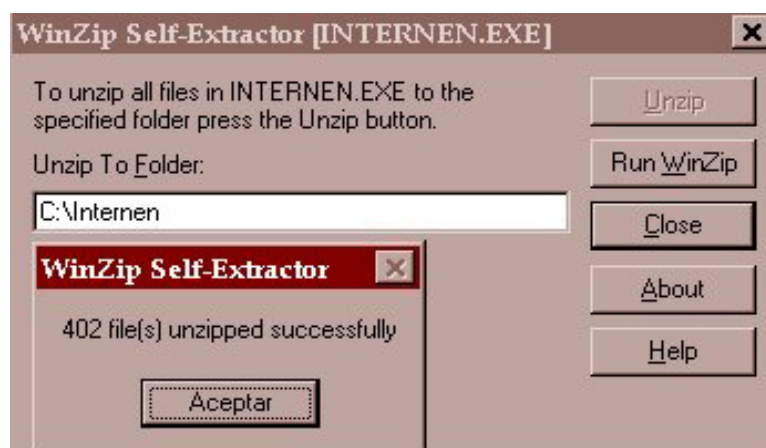 WinZip Self-Extractor [INTERNEN.EXE]
To unzip all files in INTERNEN.EXE to the
specified folder press the Unzip button.
Unzip To Folder:
C:\Internen
WinZip Self-Extractor
402 file(s) unzipped successfully
Aceptar
Unzip
Run WinZip
Close
About
Help